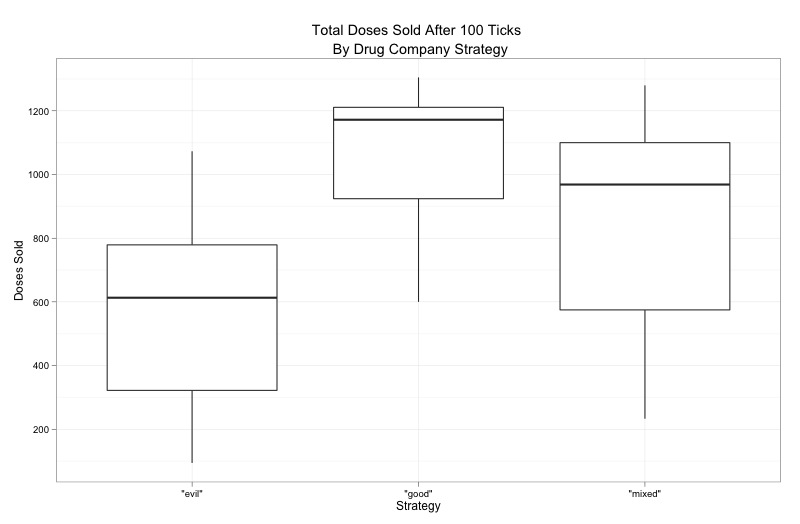 Total Doses Sold After 100 Ticks
By Drug Company Strategy
Doses Sold
1200
1000
800
600
400
200
"evil"
"good"
"mixed"
Strategy